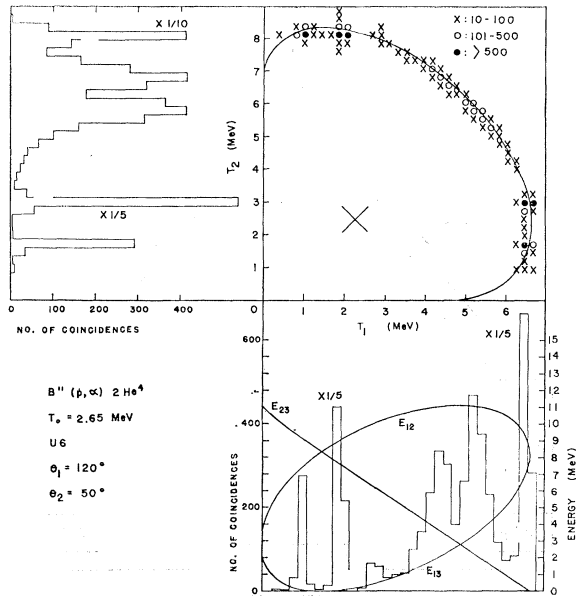 X 1/10
X : 10 - 100
O : 101 - 500
● : > 500
8
7
6
5
4
3
2
1
T2 (MeV)
X 1/5
0 100 200 300 400
NO. OF COINCIDENCES
0 1 2 3 4 5 6
T1 (MeV)
B" (p, α) 2 He⁴
T₀ = 2.65 MeV
U6
θ₁ = 120°
θ₂ = 50°
X 1/5
X 1/5
E23
E12
E13
600
400
200
0
NO. OF COINCIDENCES
15
14
13
12
11
10
9
8
7
6
5
4
3
2
1
0
ENERGY (MeV)